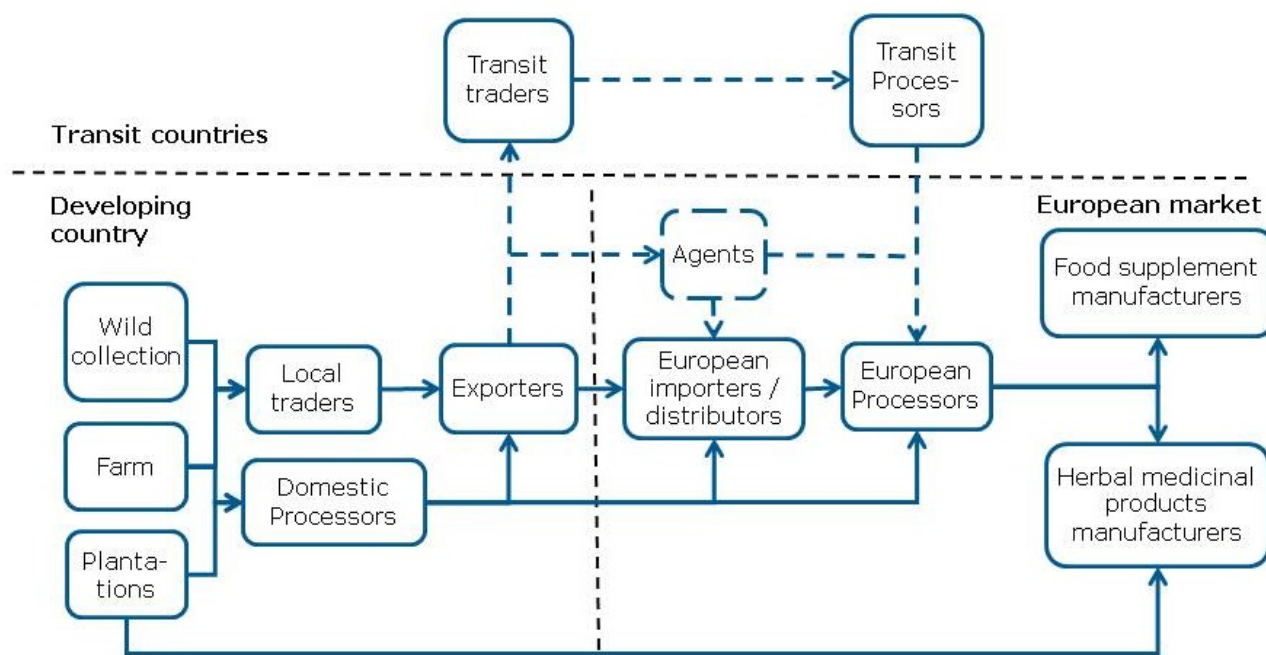 Transit
traders
Transit
Proces-
sors
Transit countries
Developing
country
European market
Agents
Food supplement
manufacturers
Wild
collection
Local
traders
Exporters
European
importers /
distributors
European
Processors
Farm
Domestic
Processors
Herbal medicinal
products
manufacturers
Planta-
tions